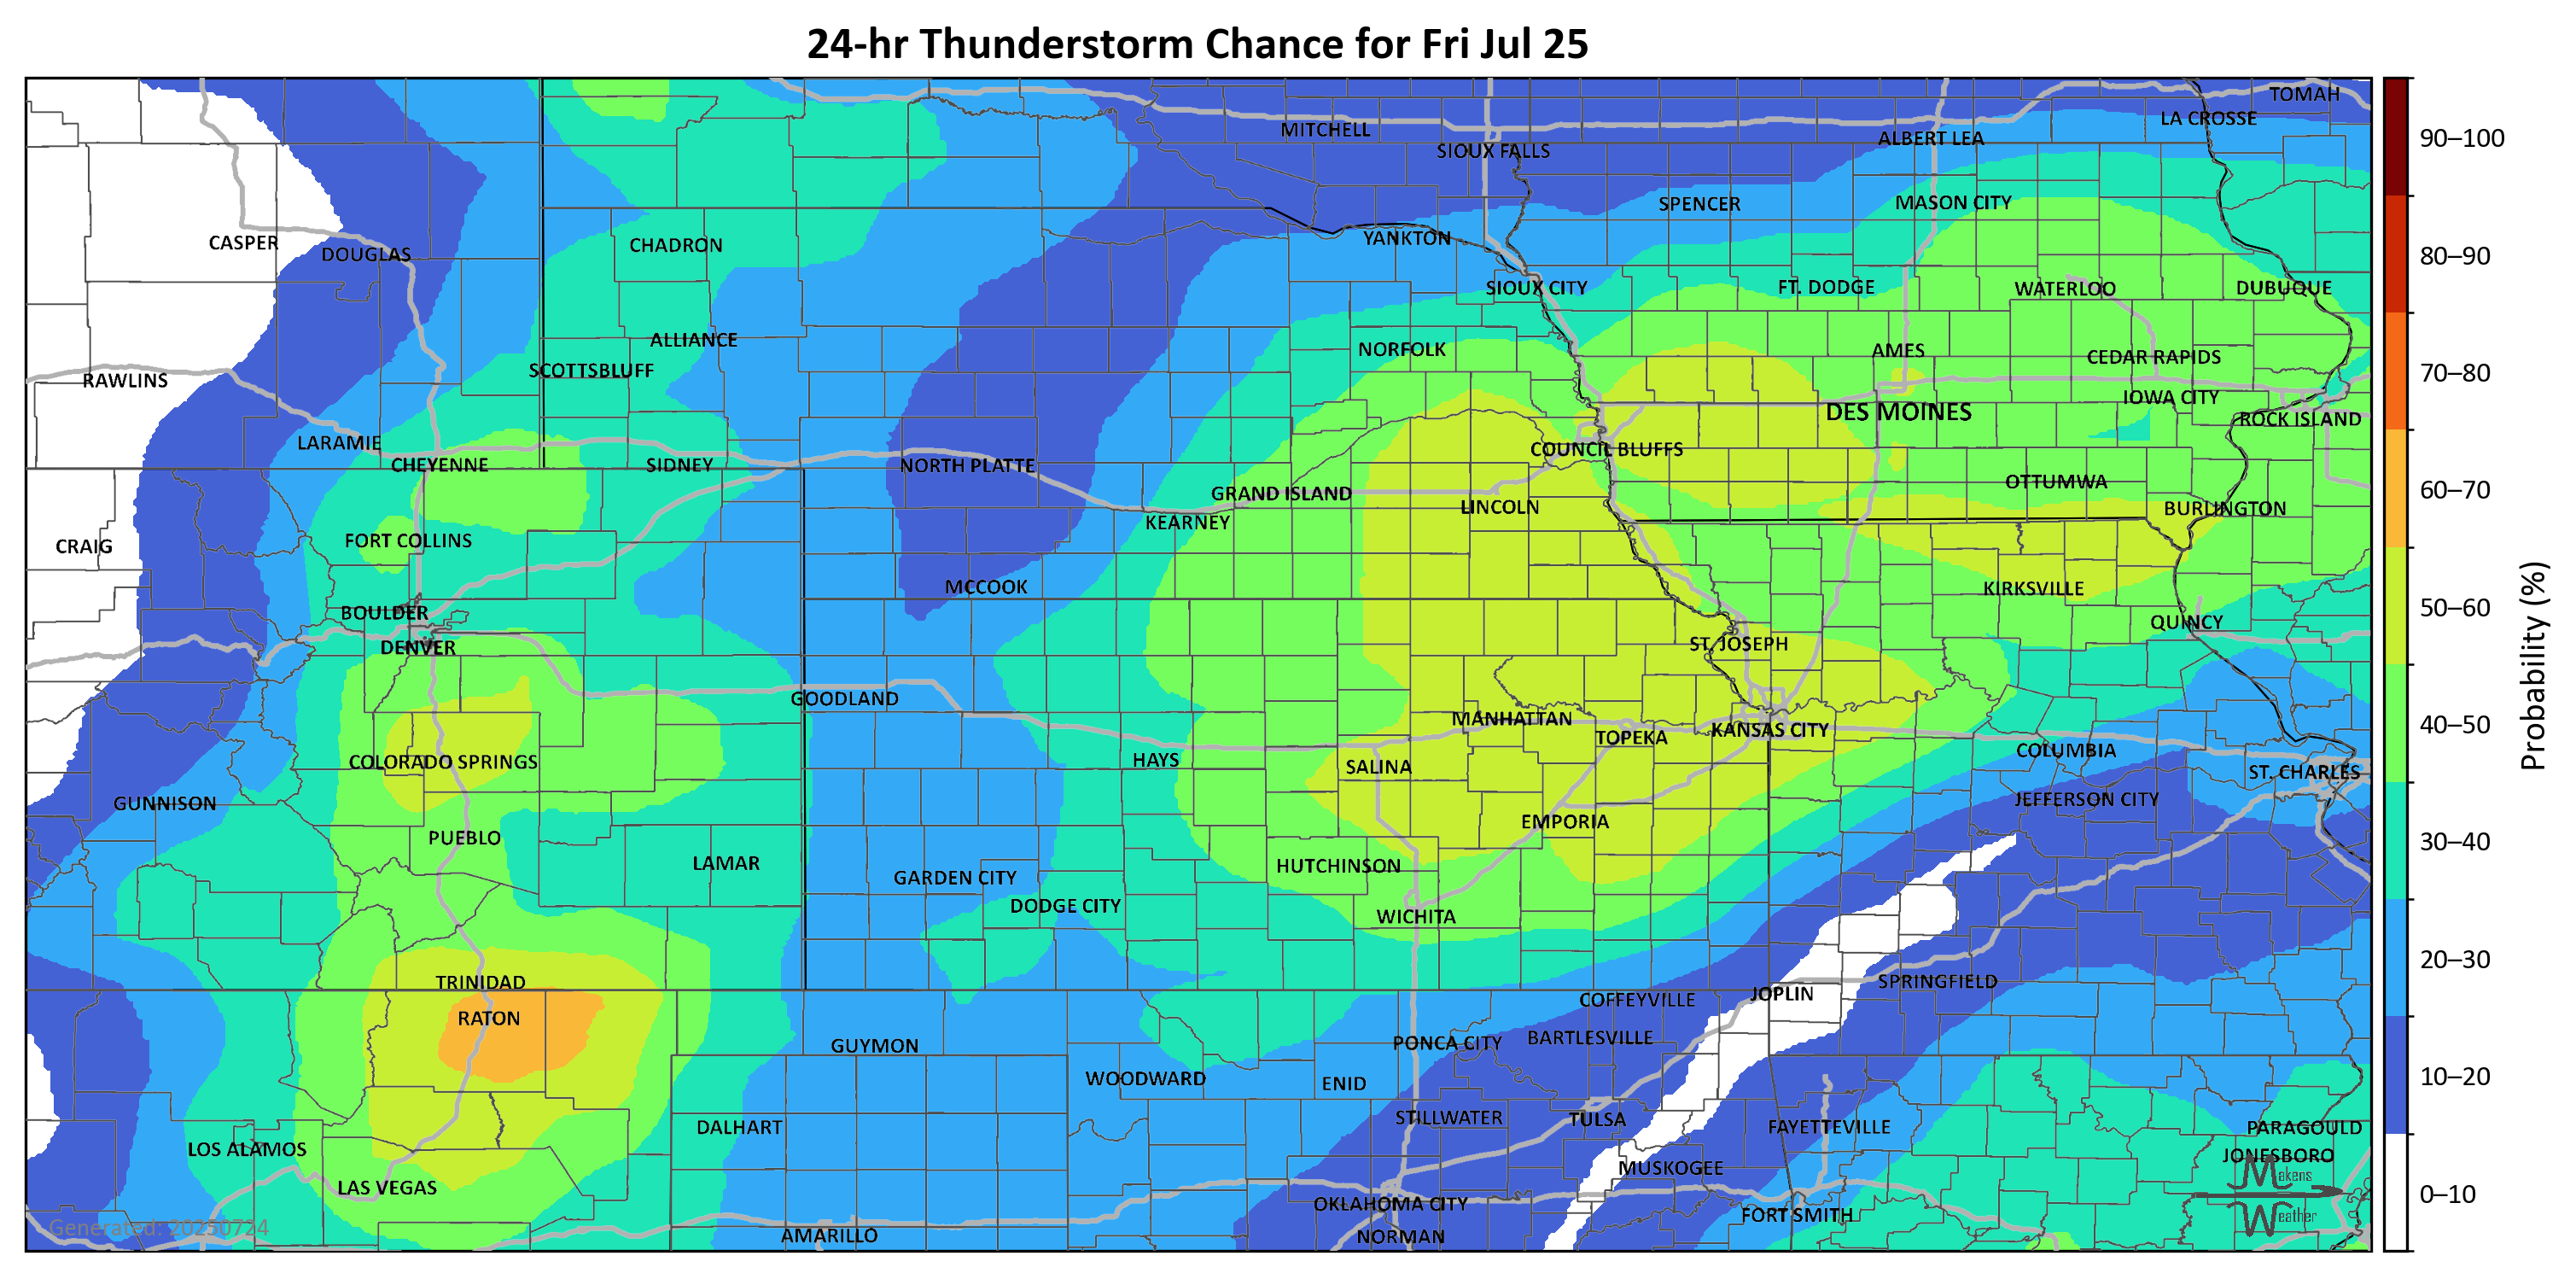 24-hr Thunderstorm Chance for Fri Jul 25
TOMAH
LA CROSSE
MITCHELL
ALBERT LEA
SIOUX FALLS
MASON CITY
SPENCER
YANKTON
CASPER
CHADRON
DOUGLAS
SIOUX CITY
FT. DODGE
WATERLOO
DUBUQUE
ALLIANCE
NORFOLK
AMES
CEDAR RAPIDS
SCOTTSBLUFF
RAWLINS
IOWA CITY
DES MOINES
ROCK ISLAND
LARAMIE
COUNCIL BLUFFS
CHEYENNE
SIDNEY
NORTH PLATTE
OTTUMWA
GRAND ISLAND
LINCOLN
BURLINGTON
KEARNEY
FORT COLLINS
CRAIG
MCCOOK
KIRKSVILLE
BOULDER
QUINCY
DENVER
ST. JOSEPH
GOODLAND
MANHATTAN
KANSAS CITY
TOPEKA
COLUMBIA
COLORADO SPRINGS
HAYS
SALINA
ST. CHARLES
GUNNISON
JEFFERSON CITY
EMPORIA
PUEBLO
LAMAR
HUTCHINSON
GARDEN CITY
DODGE CITY
WICHITA
TRINIDAD
SPRINGFIELD
JOPLIN
COFFEYVILLE
RATON
BARTLESVILLE
PONCA CITY
GUYMON
WOODWARD
ENID
STILLWATER
TULSA
DALHART
FAYETTEVILLE
PARAGOULD
LOS ALAMOS
JONESBORO
MUSKOGEE
LAS VEGAS
OKLAHOMA CITY
FORT SMITH
AMARILLO
NORMAN
Generated: 20250724
Makens
Weather
90–100
80–90
70–80
60–70
50–60
40–50
30–40
20–30
10–20
0–10
Probability (%)